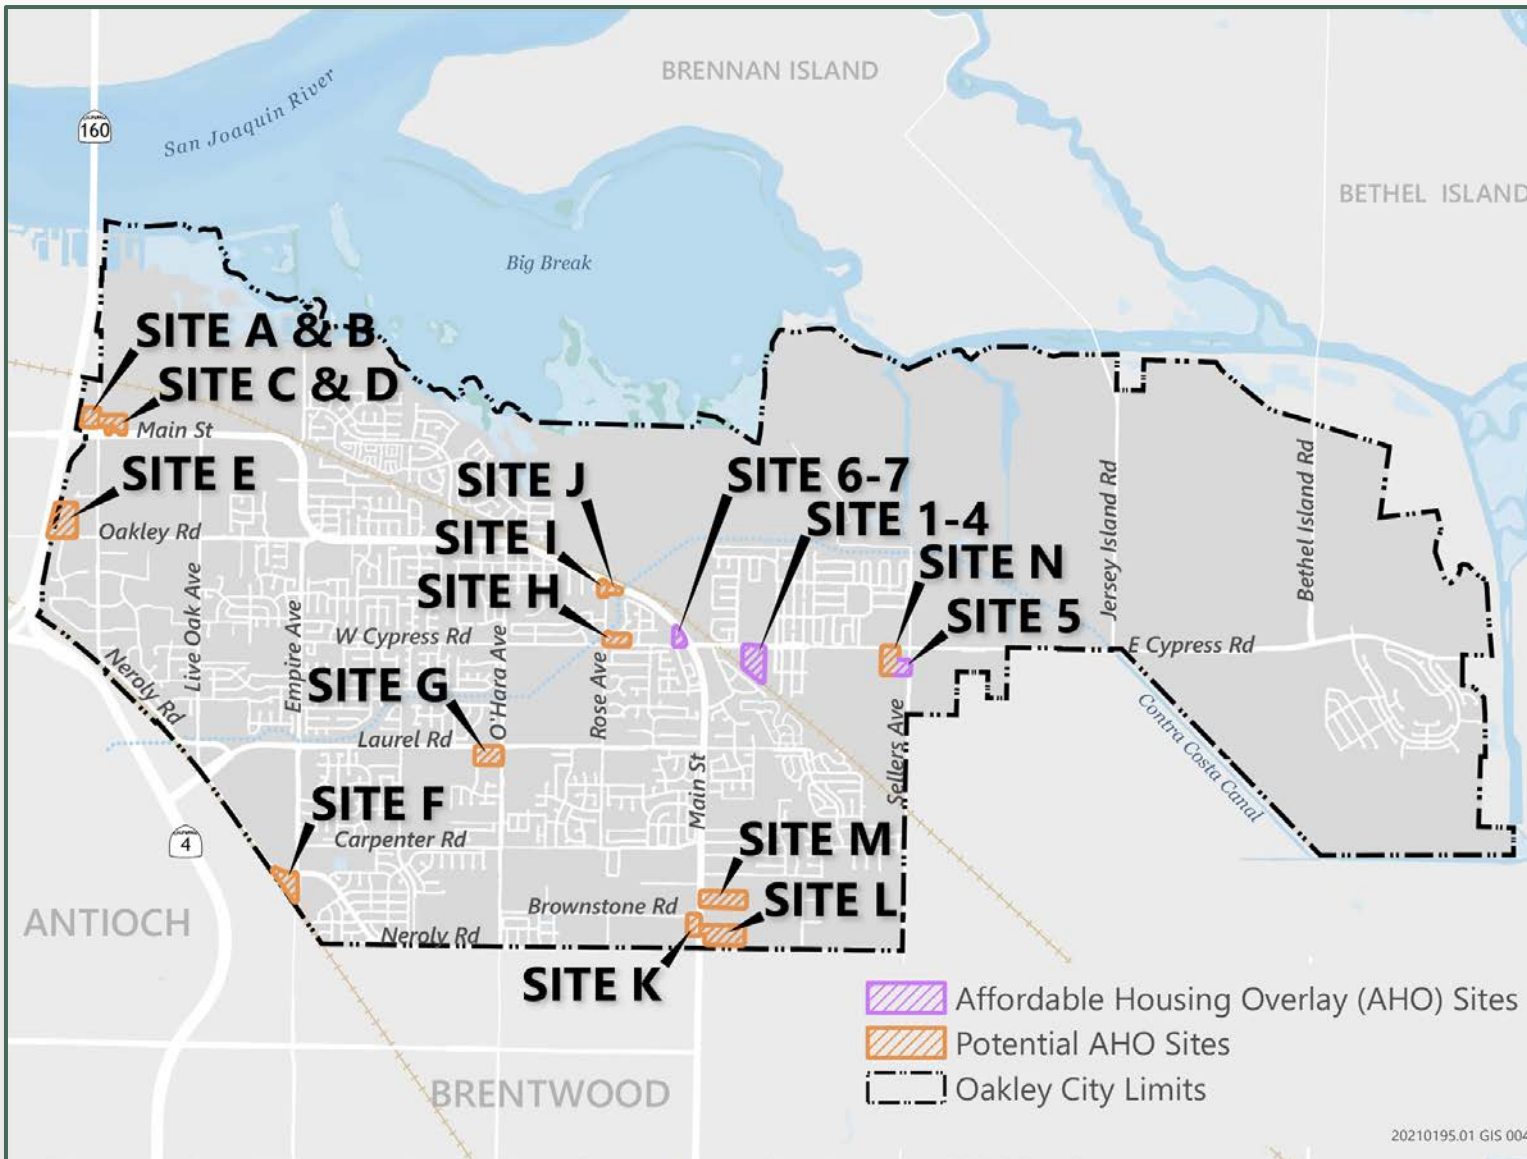 BRENNAN ISLAND
San Joaquin River
CALIFORNIA
160
BETHEL ISLAND
Big Break
SITE A & B
SITE C & D
Main St
SITE E
Oakley Rd
SITE J
SITE 6-7
SITE I
SITE 1-4
SITE H
SITE N
SITE 5
Jersey Island Rd
Bethel Island Rd
Live Oak Ave
Empire Ave
W Cypress Rd
O'Hara Ave
Rose Ave
E Cypress Rd
Neroly Rd
SITE G
Laurel Rd
Main St
Sellers Ave
Contra Costa Canal
SITE F
Carpenter Rd
CALIFORNIA
4
SITE M
Brownstone Rd
SITE L
ANTIOCH
Neroly Rd
SITE K
BRENTWOOD
Affordable Housing Overlay (AHO) Sites
Potential AHO Sites
Oakley City Limits
20210195.01 GIS 004